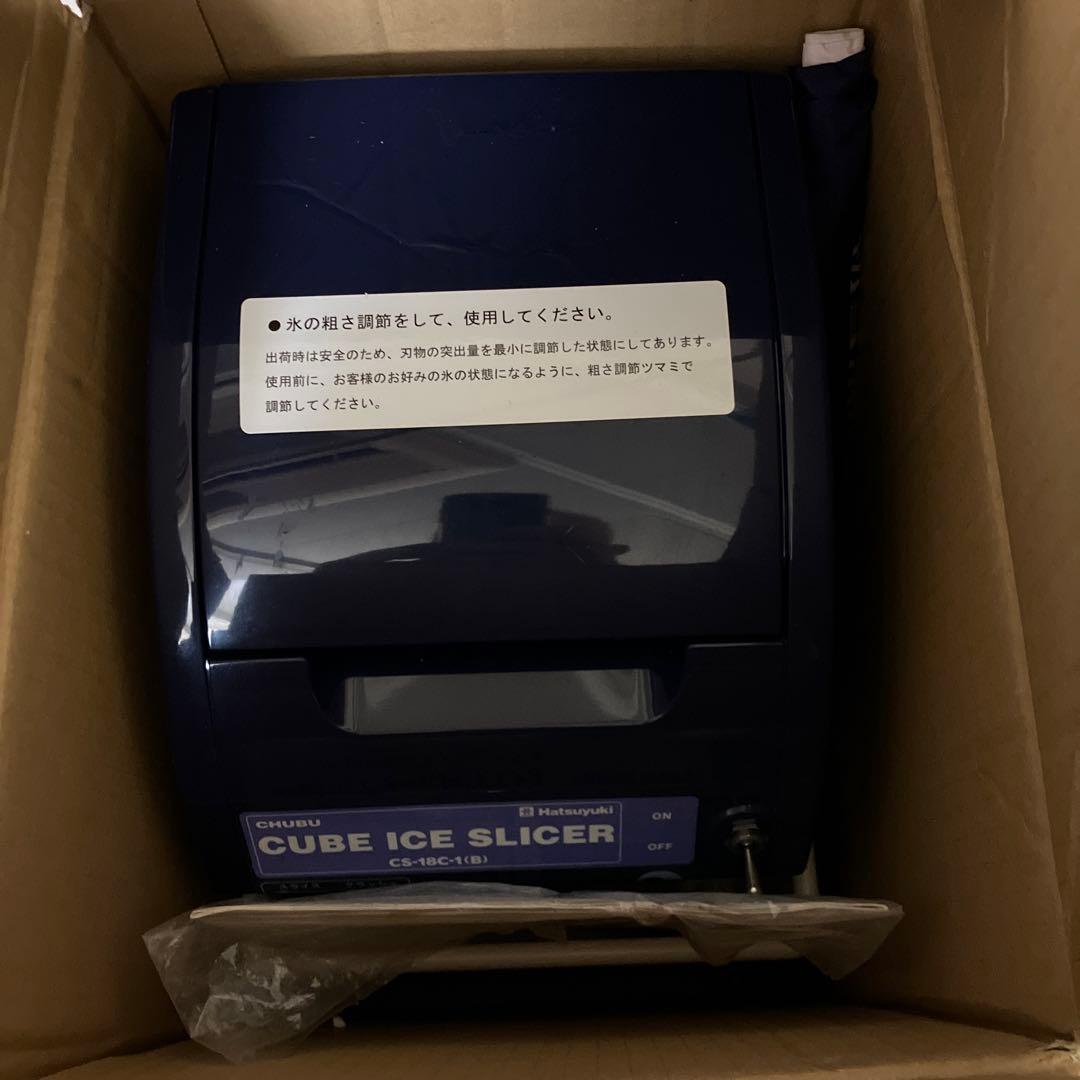 ●氷の粗さ調節をして、使用してください。
出荷時は安全のため、刃物の突出量を最小に調節した状態にしてあります。
使用前に、お客様のお好みの氷の状態になるように、粗さ調節ツマミで
調節してください。
CHUBU
Hatsuyuki
CUBE ICE SLICER
CS-18C-1(B)
ON
OFF
スライス